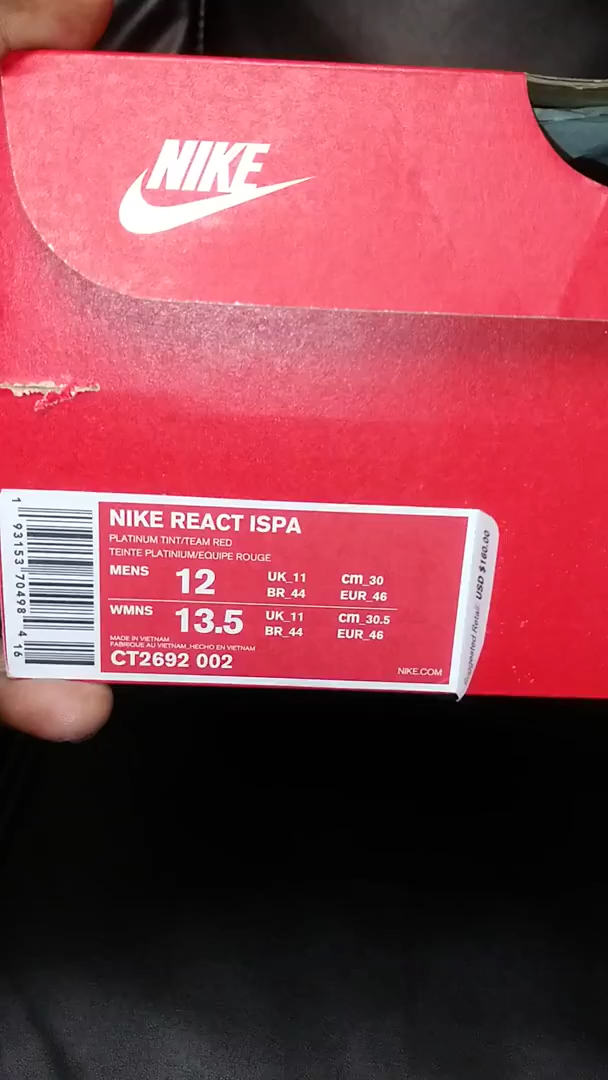 NIKE
NIKE REACT ISPA
PLATINUM TINT/TEAM RED
TEINTE PLATINIUM/EQUIPE ROUGE
MENS 12 UK_11 cm_30
BR_44 EUR_46
WMNS 13.5 UK_11 cm_30.5
BR_44 EUR_46
MADE IN VIETNAM
FABRIQUE AU VIETNAM_HECHO EN VIETNAM
CT2692 002
NIKE.COM
1 93153 70498 4 16
Suggested Retail USD $160.00